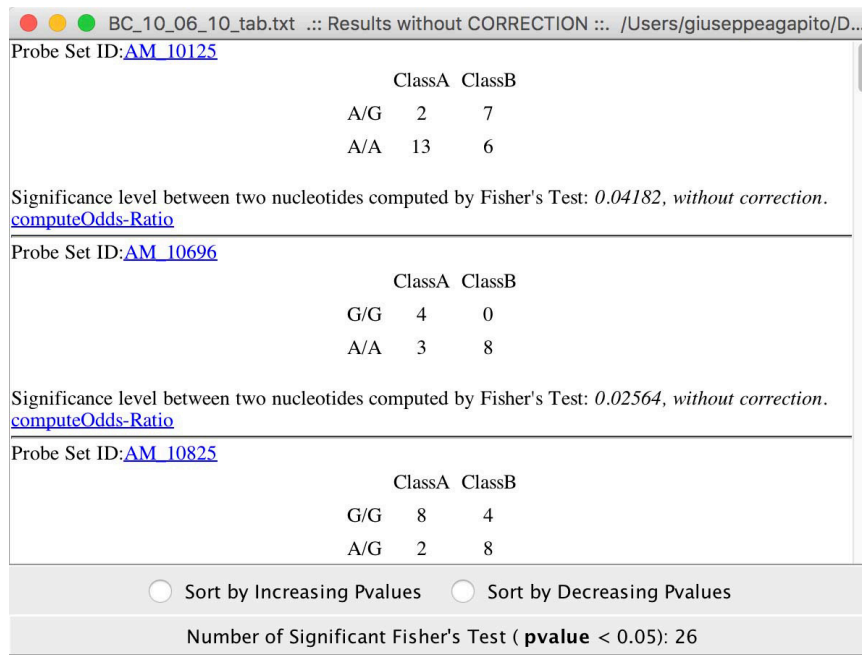 BC_10_06_10_tab.txt .:: Results without CORRECTION ::. /Users/giuseppeagapito/D...
Probe Set ID:AM_10125
ClassA ClassB
A/G 2 7
A/A 13 6
Significance level between two nucleotides computed by Fisher's Test: 0.04182, without correction.
computeOdds-Ratio
Probe Set ID:AM_10696
ClassA ClassB
G/G 4 0
A/A 3 8
Significance level between two nucleotides computed by Fisher's Test: 0.02564, without correction.
computeOdds-Ratio
Probe Set ID:AM_10825
ClassA ClassB
G/G 8 4
A/G 2 8
Sort by Increasing Pvalues Sort by Decreasing Pvalues
Number of Significant Fisher's Test ( pvalue < 0.05): 26